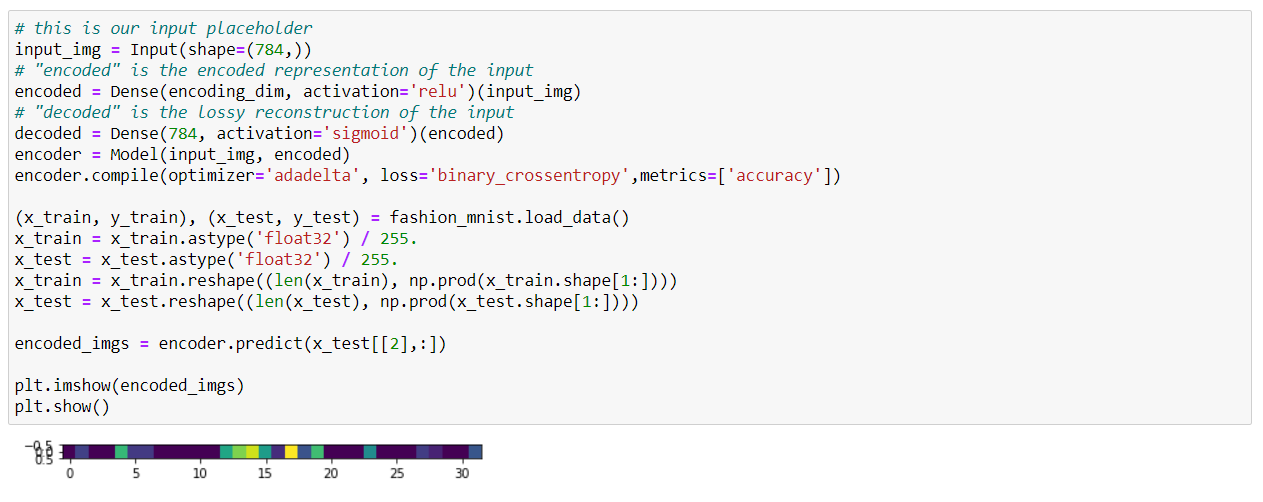 # this is our input placeholder
input_img = Input(shape=(784,))
# "encoded" is the encoded representation of the input
encoded = Dense(encoding_dim, activation='relu')(input_img)
# "decoded" is the lossy reconstruction of the input
decoded = Dense(784, activation='sigmoid')(encoded)
encoder = Model(input_img, encoded)
encoder.compile(optimizer='adadelta', loss='binary_crossentropy',metrics=['accuracy'])
(x_train, y_train), (x_test, y_test) = fashion_mnist.load_data()
x_train = x_train.astype('float32') / 255.
x_test = x_test.astype('float32') / 255.
x_train = x_train.reshape((len(x_train), np.prod(x_train.shape[1:])))
x_test = x_test.reshape((len(x_test), np.prod(x_test.shape[1:])))
encoded_imgs = encoder.predict(x_test[[2],:])
plt.imshow(encoded_imgs)
plt.show()
−0.5
0.0
0.5
0 5 10 15 20 25 30